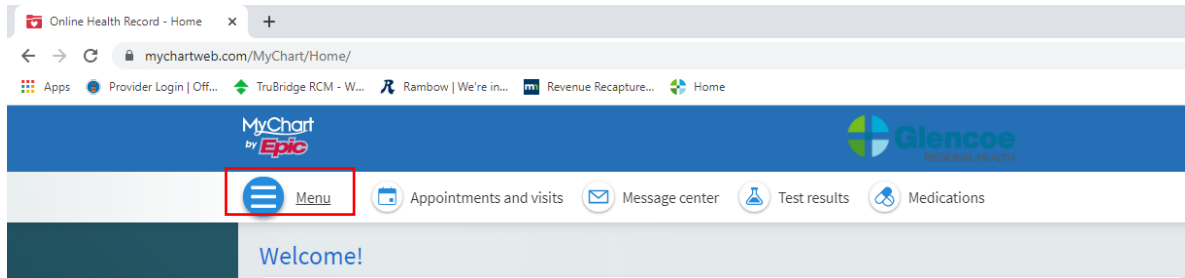 Online Health Record - Home
mychartweb.com/MyChart/Home/
Apps Provider Login | Off... TruBridge RCM - W... Rambow | We're in... Revenue Recapture... Home
MyChart
by Epic
Glencoe
REGIONAL HEALTH
Menu Appointments and visits Message center Test results Medications
Welcome!